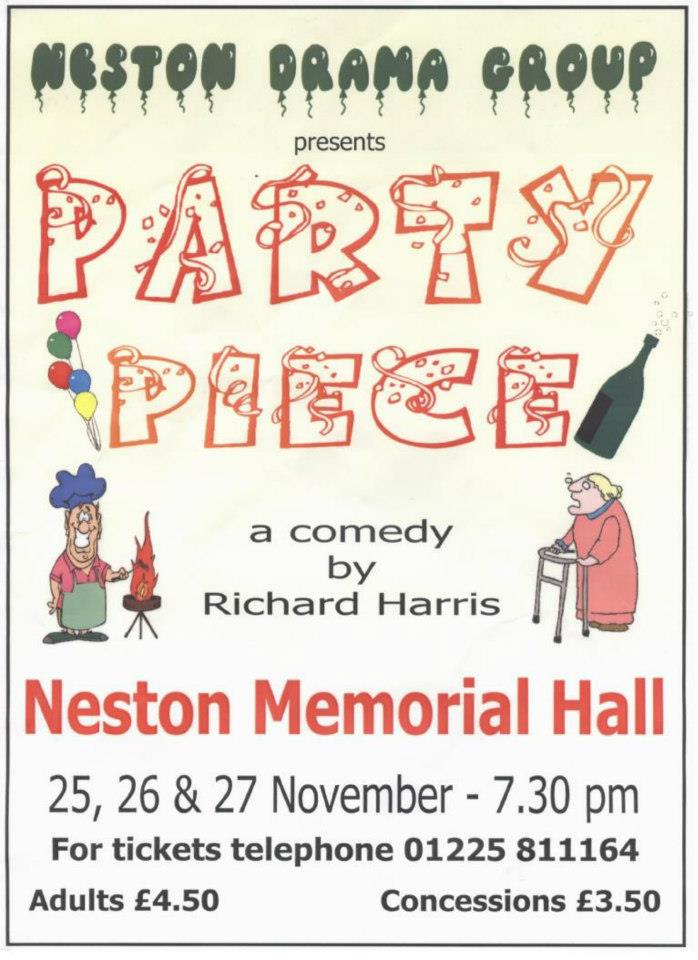 NESTON DRAMA GROUP
presents
PARTY
PIECE
a comedy
by
Richard Harris
Neston Memorial Hall
25, 26 & 27 November - 7.30 pm
For tickets telephone 01225 811164
Adults £4.50 Concessions £3.50